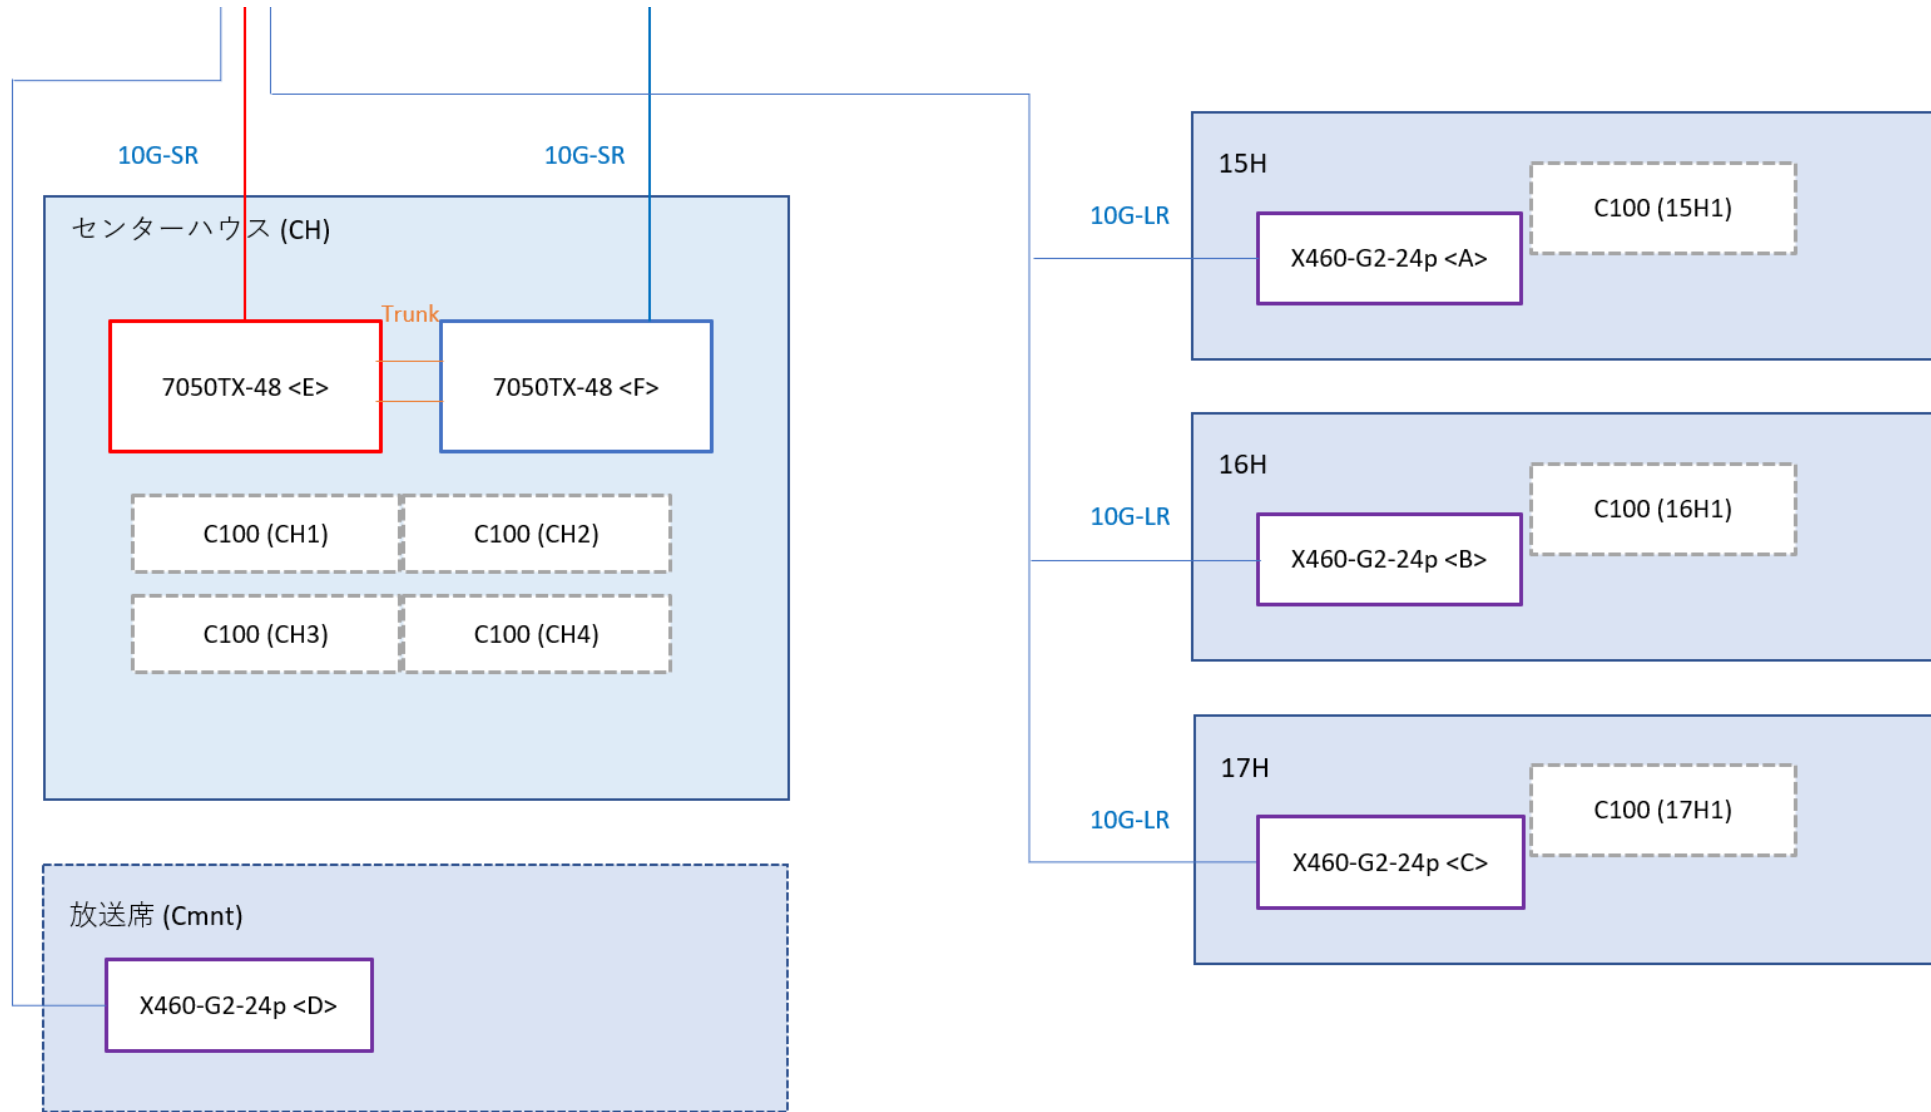 10G-SR
10G-SR
センターハウス (CH)
Trunk
7050TX-48 <E>
7050TX-48 <F>
C100 (CH1)
C100 (CH2)
C100 (CH3)
C100 (CH4)
放送席 (Cmnt)
X460-G2-24p <D>
10G-LR
15H
C100 (15H1)
X460-G2-24p <A>
10G-LR
16H
C100 (16H1)
X460-G2-24p <B>
10G-LR
17H
C100 (17H1)
X460-G2-24p <C>